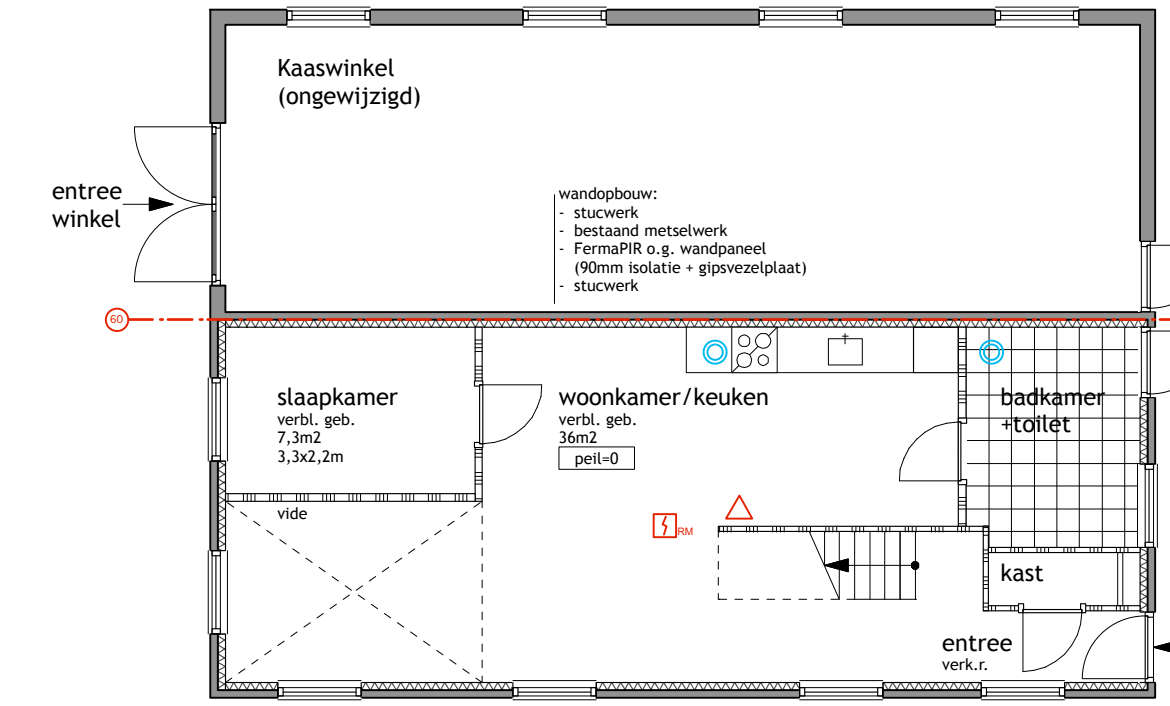 Kaaswinkel
(ongewijzigd)
entree
winkel
wandopbouw:
- stucwerk
- bestaand metselwerk
- FermaPIR o.g. wandpaneel
(90mm isolatie + gipsvezelplaat)
- stucwerk
60
slaapkamer
verbl. geb.
7,3m2
3,3x2,2m
woonkamer/keuken
verbl. geb.
36m2
peil=0
badkamer
+toilet
vide
RM
kast
entree
verk.r.